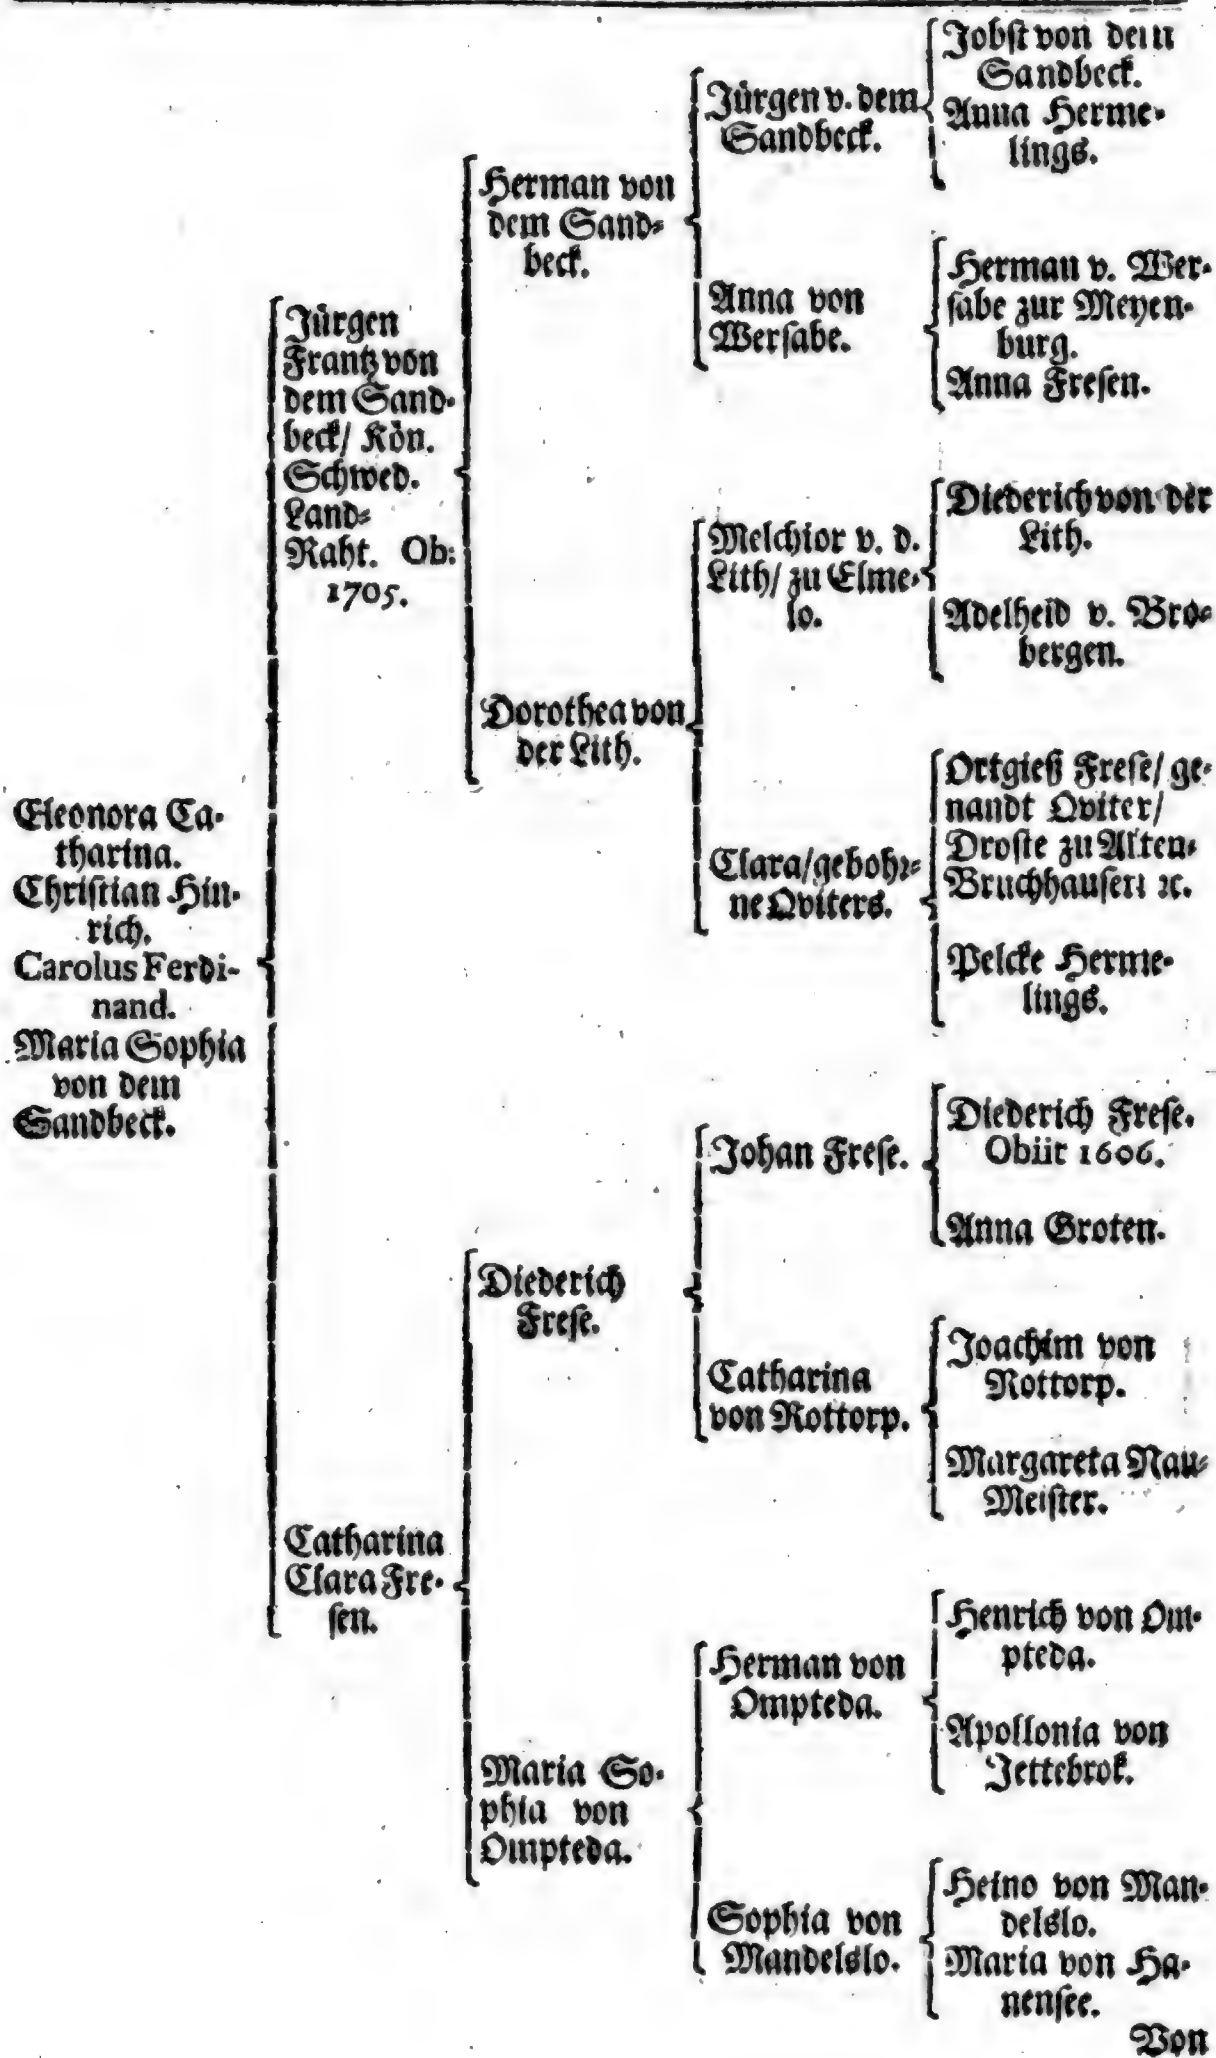 Eleonora Ca-
tharina.
Christian Hin-
rich.
Carolus Ferdi-
nand.
Maria Sophia
von dem
Sandbeck.
Jürgen
Frantz von
dem Sand-
beck/ Kön.
Schwed.
Land-
Raht. Ob:
1705.
Catharina
Clara Fre-
sen.
Herman von
dem Sand-
beck.
Dorothea von
der Lith.
Diederich
Frese.
Maria So-
phia von
Ompteda.
Jürgen v. dem
Sandbeck.
Anna von
Wersabe.
Melchior v. d.
Lith/ zu Elme-
lo.
Clara/gebohr-
ne Qviters.
Johan Frese.
Catharina
von Rottorp.
Herman von
Ompteda.
Sophia von
Mandelslo.
Jobst von dem
Sandbeck.
Anna Herme-
lings.
Herman v. Wer-
sabe zur Meyen-
burg.
Anna Fresen.
Diederich von der
Lith.
Adelheid v. Bro-
bergen.
Ortgieß Frese/ ge-
nandt Qviter/
Droste zu Alten-
Bruchhausen ꝛc.
Pelcke Herme-
lings.
Diederich Frese.
Obiit 1606.
Anna Groten.
Joachim von
Rottorp.
Margareta Nau-
Meister.
Henrich von Om-
pteda.
Apollonia von
Jettebrok.
Heino von Man-
delslo.
Maria von Ha-
nensee.
Von